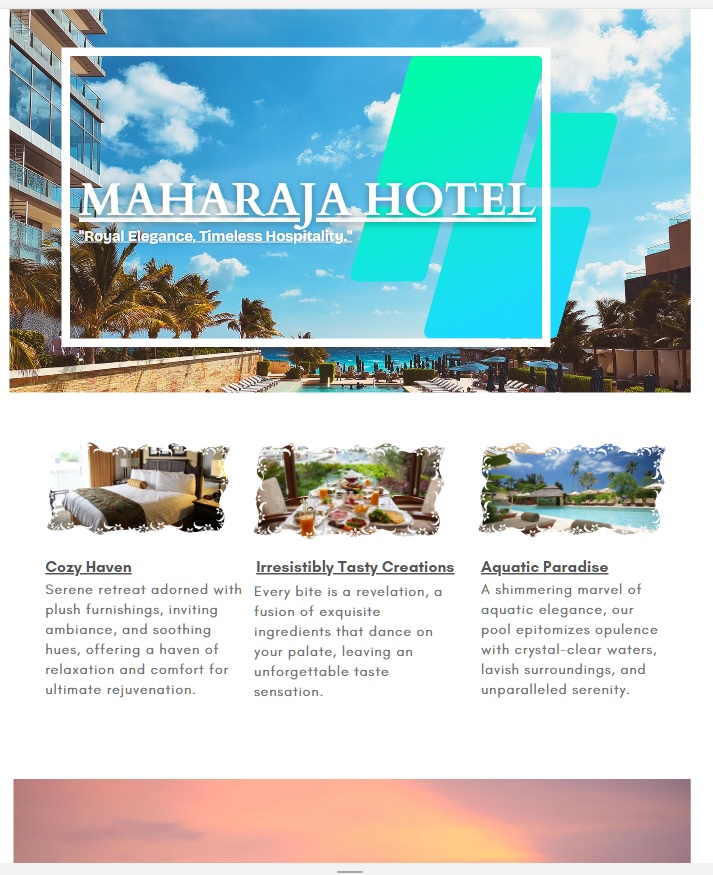 MAHARAJA HOTEL
"Royal Elegance, Timeless Hospitality."
Cozy Haven
Serene retreat adorned with
plush furnishings, inviting
ambiance, and soothing
hues, offering a haven of
relaxation and comfort for
ultimate rejuvenation.
Irresistibly Tasty Creations
Every bite is a revelation, a
fusion of exquisite
ingredients that dance on
your palate, leaving an
unforgettable taste
sensation.
Aquatic Paradise
A shimmering marvel of
aquatic elegance, our
pool epitomizes opulence
with crystal-clear waters,
lavish surroundings, and
unparalleled serenity.